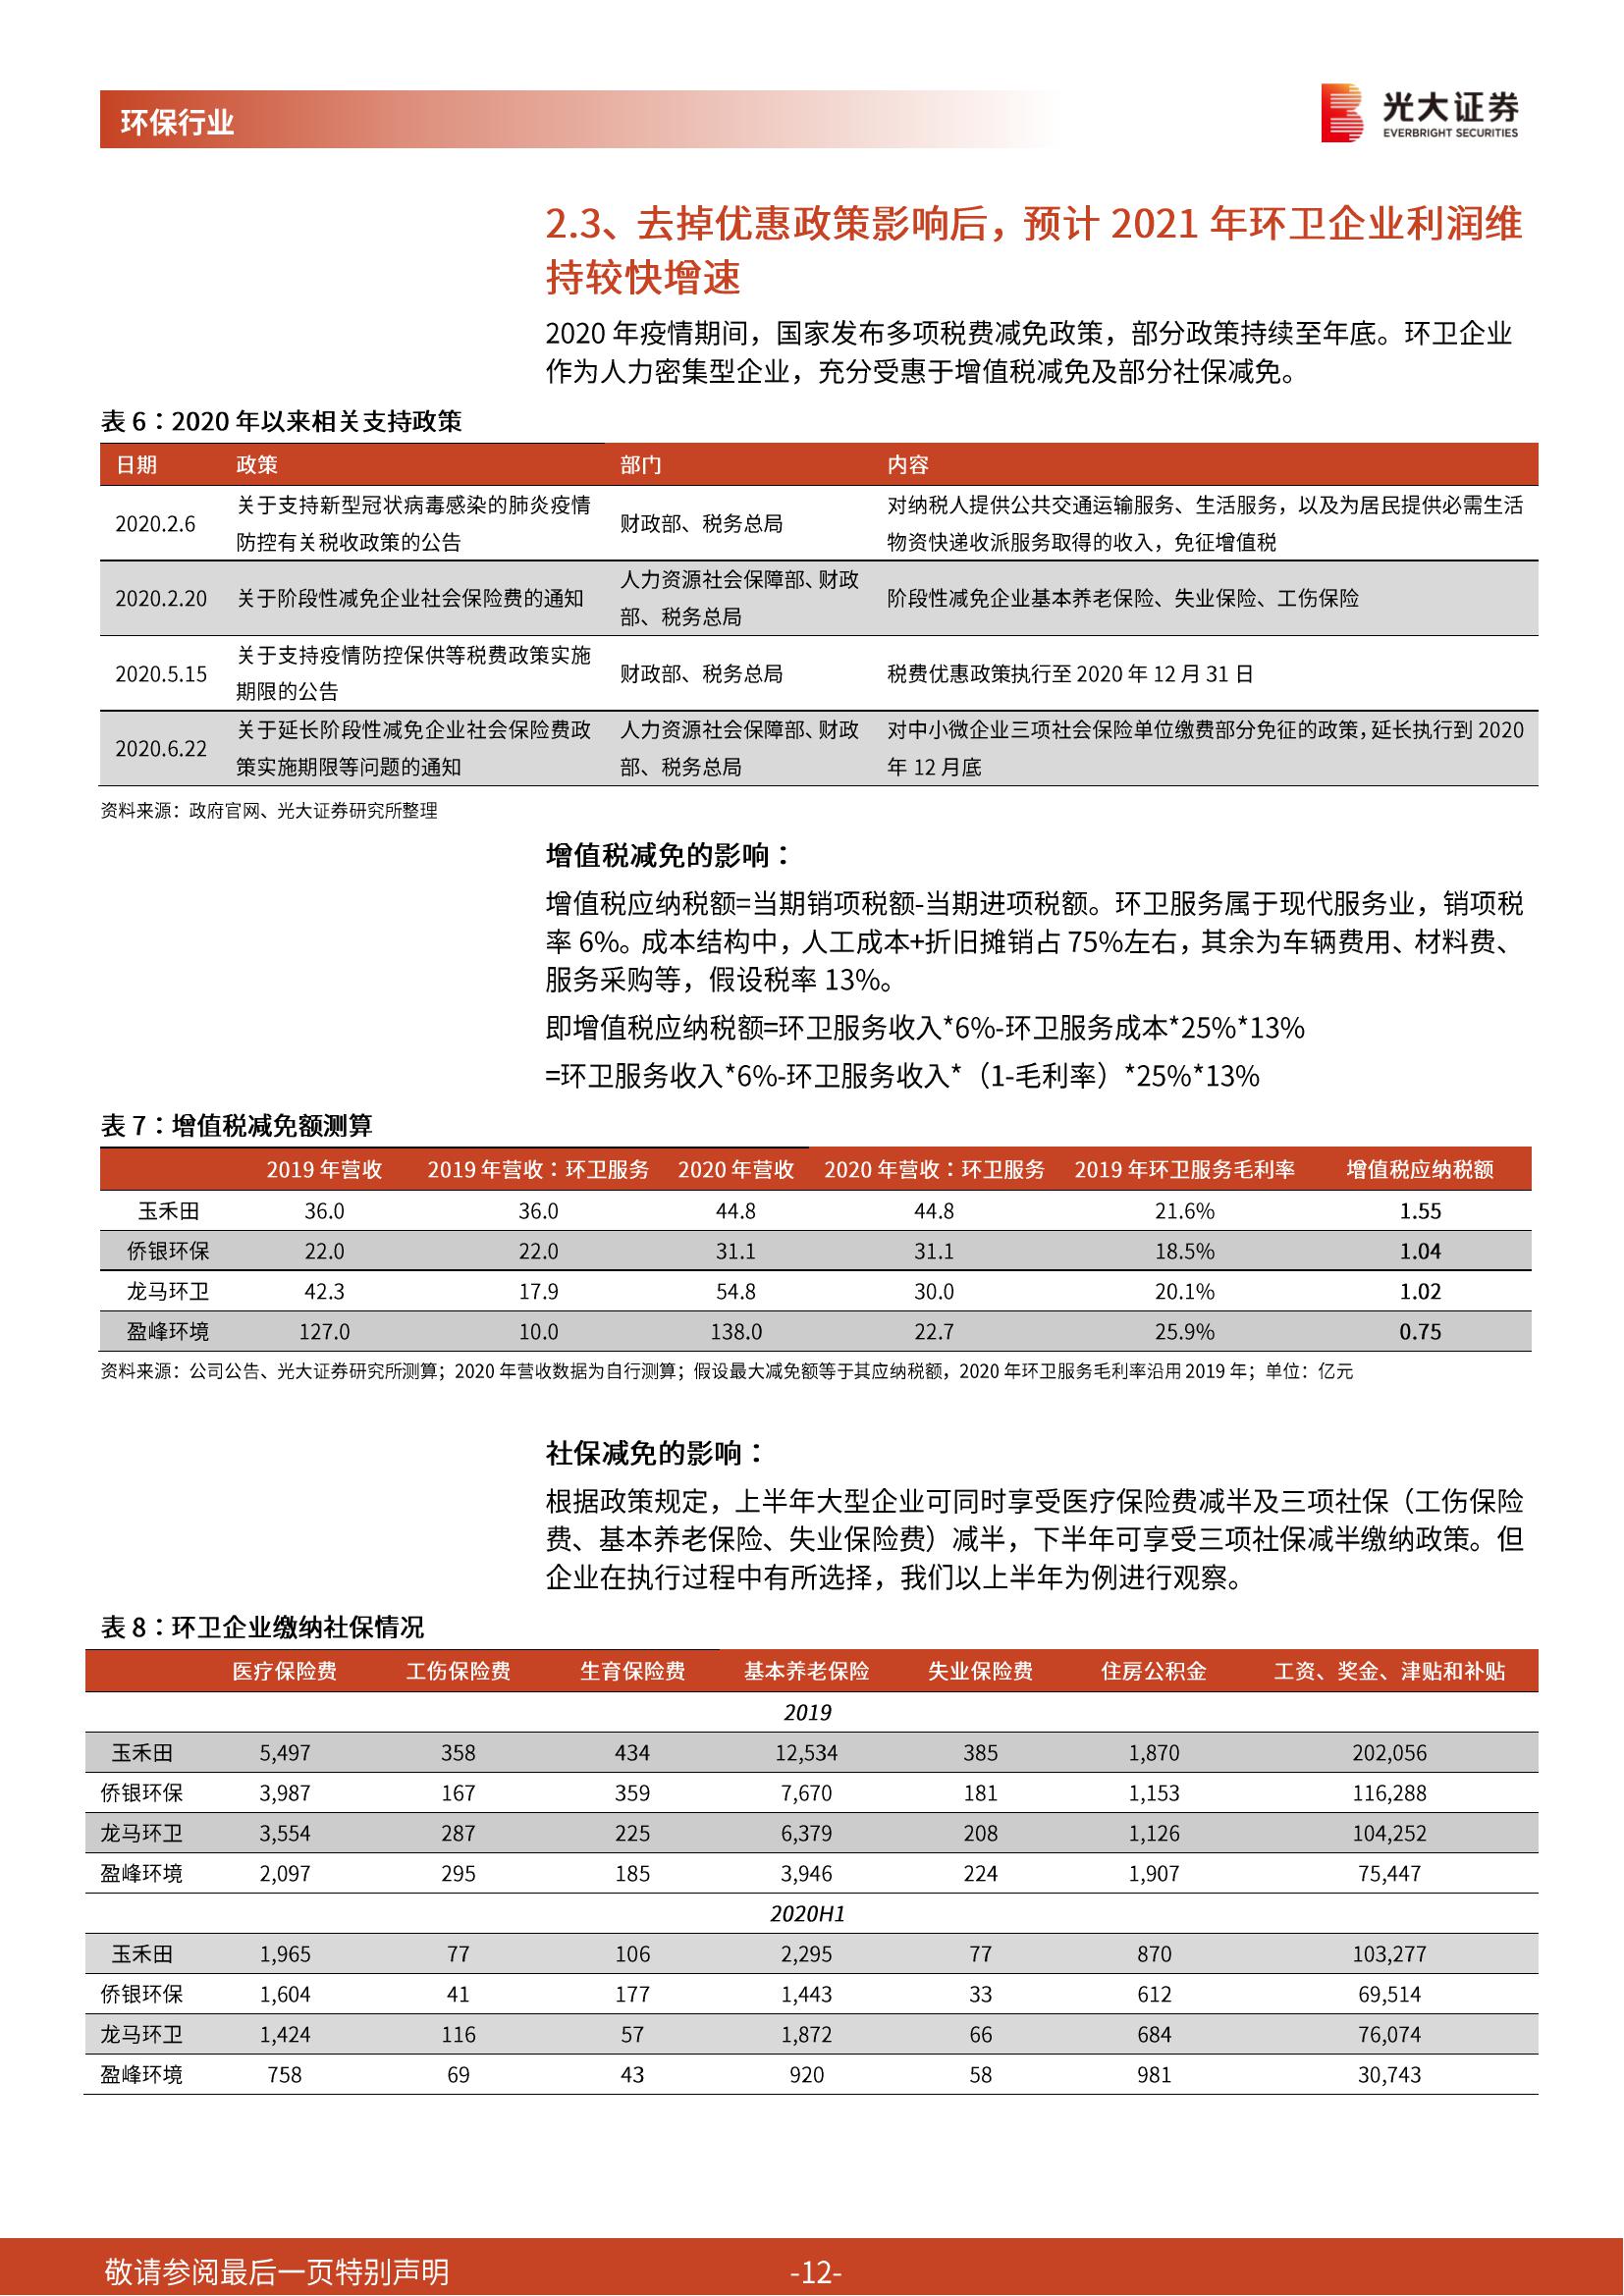 环保行业
光大证券
EVERBRIGHT SECURITIES
2.3、去掉优惠政策影响后，预计 2021 年环卫企业利润维
持较快增速
2020 年疫情期间，国家发布多项税费减免政策，部分政策持续至年底。环卫企业
作为人力密集型企业，充分受惠于增值税减免及部分社保减免。
表 6：2020 年以来相关支持政策
日期 政策 部门 内容
2020.2.6 关于支持新型冠状病毒感染的肺炎疫情防控有关税收政策的公告 财政部、税务总局 对纳税人提供公共交通运输服务、生活服务，以及为居民提供必需生活物资快递收派服务取得的收入，免征增值税
2020.2.20 关于阶段性减免企业社会保险费的通知 人力资源社会保障部、财政部、税务总局 阶段性减免企业基本养老保险、失业保险、工伤保险
2020.5.15 关于支持疫情防控保供等税费政策实施期限的公告 财政部、税务总局 税费优惠政策执行至 2020 年 12 月 31 日
2020.6.22 关于延长阶段性减免企业社会保险费政策实施期限等问题的通知 人力资源社会保障部、财政部、税务总局 对中小微企业三项社会保险单位缴费部分免征的政策，延长执行到 2020 年 12 月底
资料来源：政府官网、光大证券研究所整理
增值税减免的影响：
增值税应纳税额=当期销项税额-当期进项税额。环卫服务属于现代服务业，销项税
率 6%。成本结构中，人工成本+折旧摊销占 75%左右，其余为车辆费用、材料费、
服务采购等，假设税率 13%。
即增值税应纳税额=环卫服务收入*6%-环卫服务成本*25%*13%
=环卫服务收入*6%-环卫服务收入*（1-毛利率）*25%*13%
表 7：增值税减免额测算
2019 年营收 2019 年营收：环卫服务 2020 年营收 2020 年营收：环卫服务 2019 年环卫服务毛利率 增值税应纳税额
玉禾田 36.0 36.0 44.8 44.8 21.6% 1.55
侨银环保 22.0 22.0 31.1 31.1 18.5% 1.04
龙马环卫 42.3 17.9 54.8 30.0 20.1% 1.02
盈峰环境 127.0 10.0 138.0 22.7 25.9% 0.75
资料来源：公司公告、光大证券研究所测算；2020 年营收数据为自行测算；假设最大减免额等于其应纳税额，2020 年环卫服务毛利率沿用 2019 年；单位：亿元
社保减免的影响：
根据政策规定，上半年大型企业可同时享受医疗保险费减半及三项社保（工伤保险
费、基本养老保险、失业保险费）减半，下半年可享受三项社保减半缴纳政策。但
企业在执行过程中有所选择，我们以上半年为例进行观察。
表 8：环卫企业缴纳社保情况
医疗保险费 工伤保险费 生育保险费 基本养老保险 失业保险费 住房公积金 工资、奖金、津贴和补贴
2019
玉禾田 5,497 358 434 12,534 385 1,870 202,056
侨银环保 3,987 167 359 7,670 181 1,153 116,288
龙马环卫 3,554 287 225 6,379 208 1,126 104,252
盈峰环境 2,097 295 185 3,946 224 1,907 75,447
2020H1
玉禾田 1,965 77 106 2,295 77 870 103,277
侨银环保 1,604 41 177 1,443 33 612 69,514
龙马环卫 1,424 116 57 1,872 66 684 76,074
盈峰环境 758 69 43 920 58 981 30,743
敬请参阅最后一页特别声明 -12-